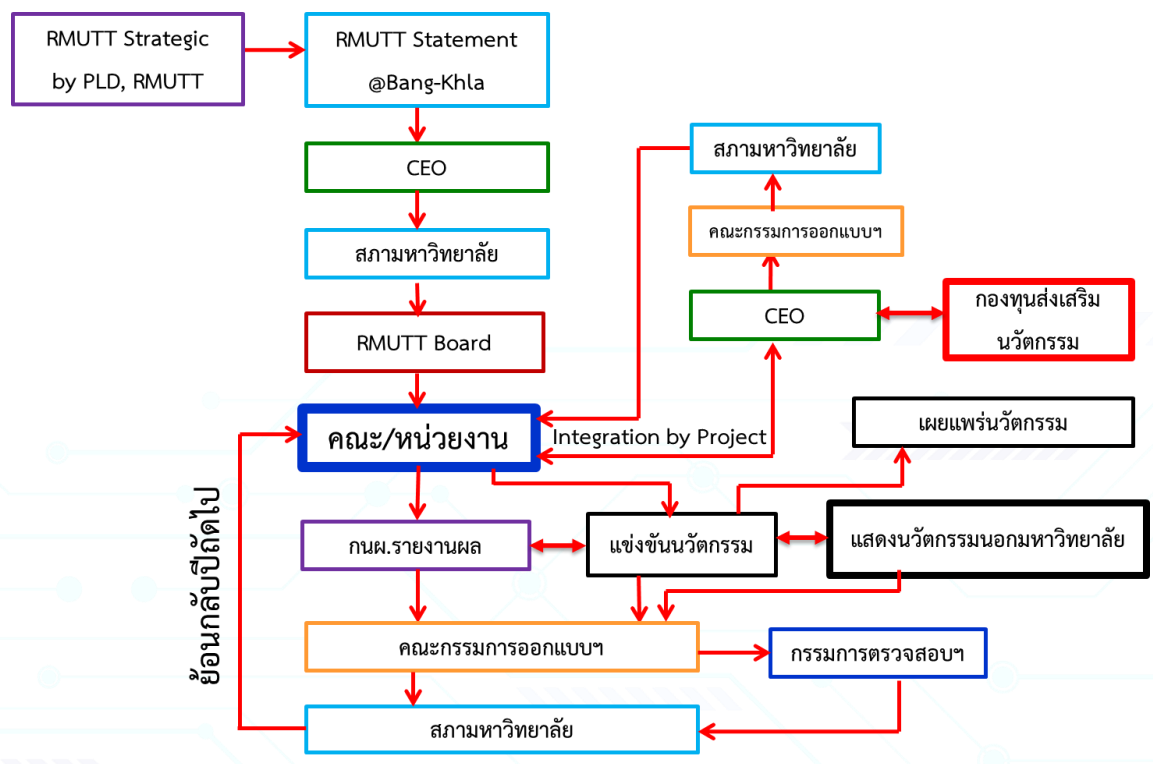 RMUTT Strategic
by PLD, RMUTT
RMUTT Statement
@Bang-Khla
CEO
สภามหาวิทยาลัย
RMUTT Board
คณะ/หน่วยงาน
สภามหาวิทยาลัย
คณะกรรมการออกแบบฯ
CEO
กองทุนส่งเสริม
นวัตกรรม
Integration by Project
เผยแพร่นวัตกรรม
กนผ.รายงานผล
แข่งขันนวัตกรรม
แสดงนวัตกรรมนอกมหาวิทยาลัย
คณะกรรมการออกแบบฯ
กรรมการตรวจสอบฯ
สภามหาวิทยาลัย
ย้อนกลับปีถัดไป